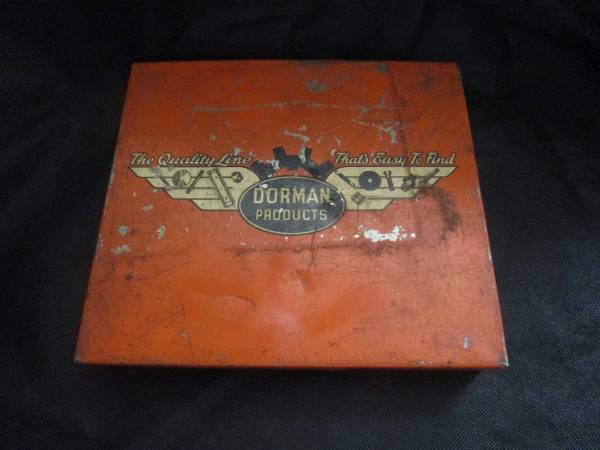 The Quality Line That's Easy To Find
DORMAN
PRODUCTS